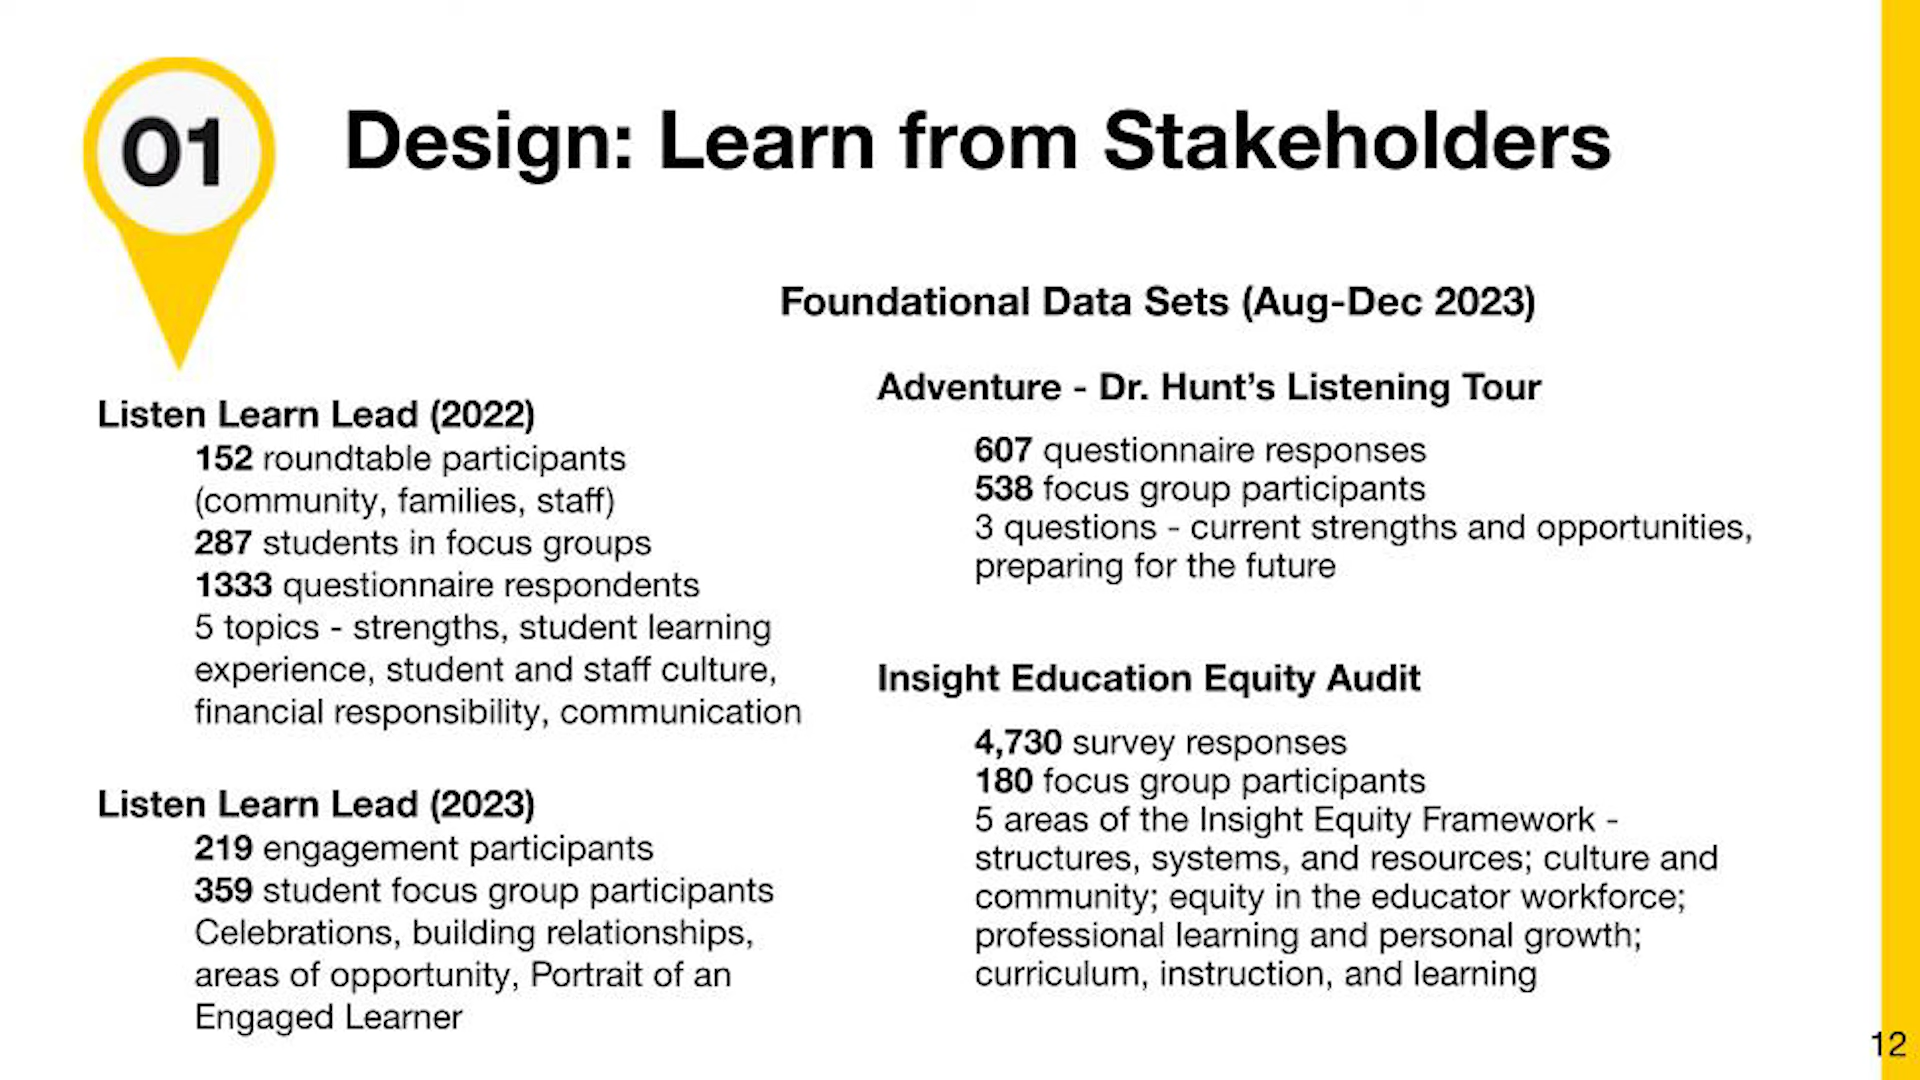 01
Design: Learn from Stakeholders
Listen Learn Lead (2022)
152 roundtable participants
(community, families, staff)
287 students in focus groups
1333 questionnaire respondents
5 topics - strengths, student learning
experience, student and staff culture,
financial responsibility, communication
Listen Learn Lead (2023)
219 engagement participants
359 student focus group participants
Celebrations, building relationships,
areas of opportunity, Portrait of an
Engaged Learner
Foundational Data Sets (Aug-Dec 2023)
Adventure - Dr. Hunt’s Listening Tour
607 questionnaire responses
538 focus group participants
3 questions - current strengths and opportunities,
preparing for the future
Insight Education Equity Audit
4,730 survey responses
180 focus group participants
5 areas of the Insight Equity Framework -
structures, systems, and resources; culture and
community; equity in the educator workforce;
professional learning and personal growth;
curriculum, instruction, and learning
12